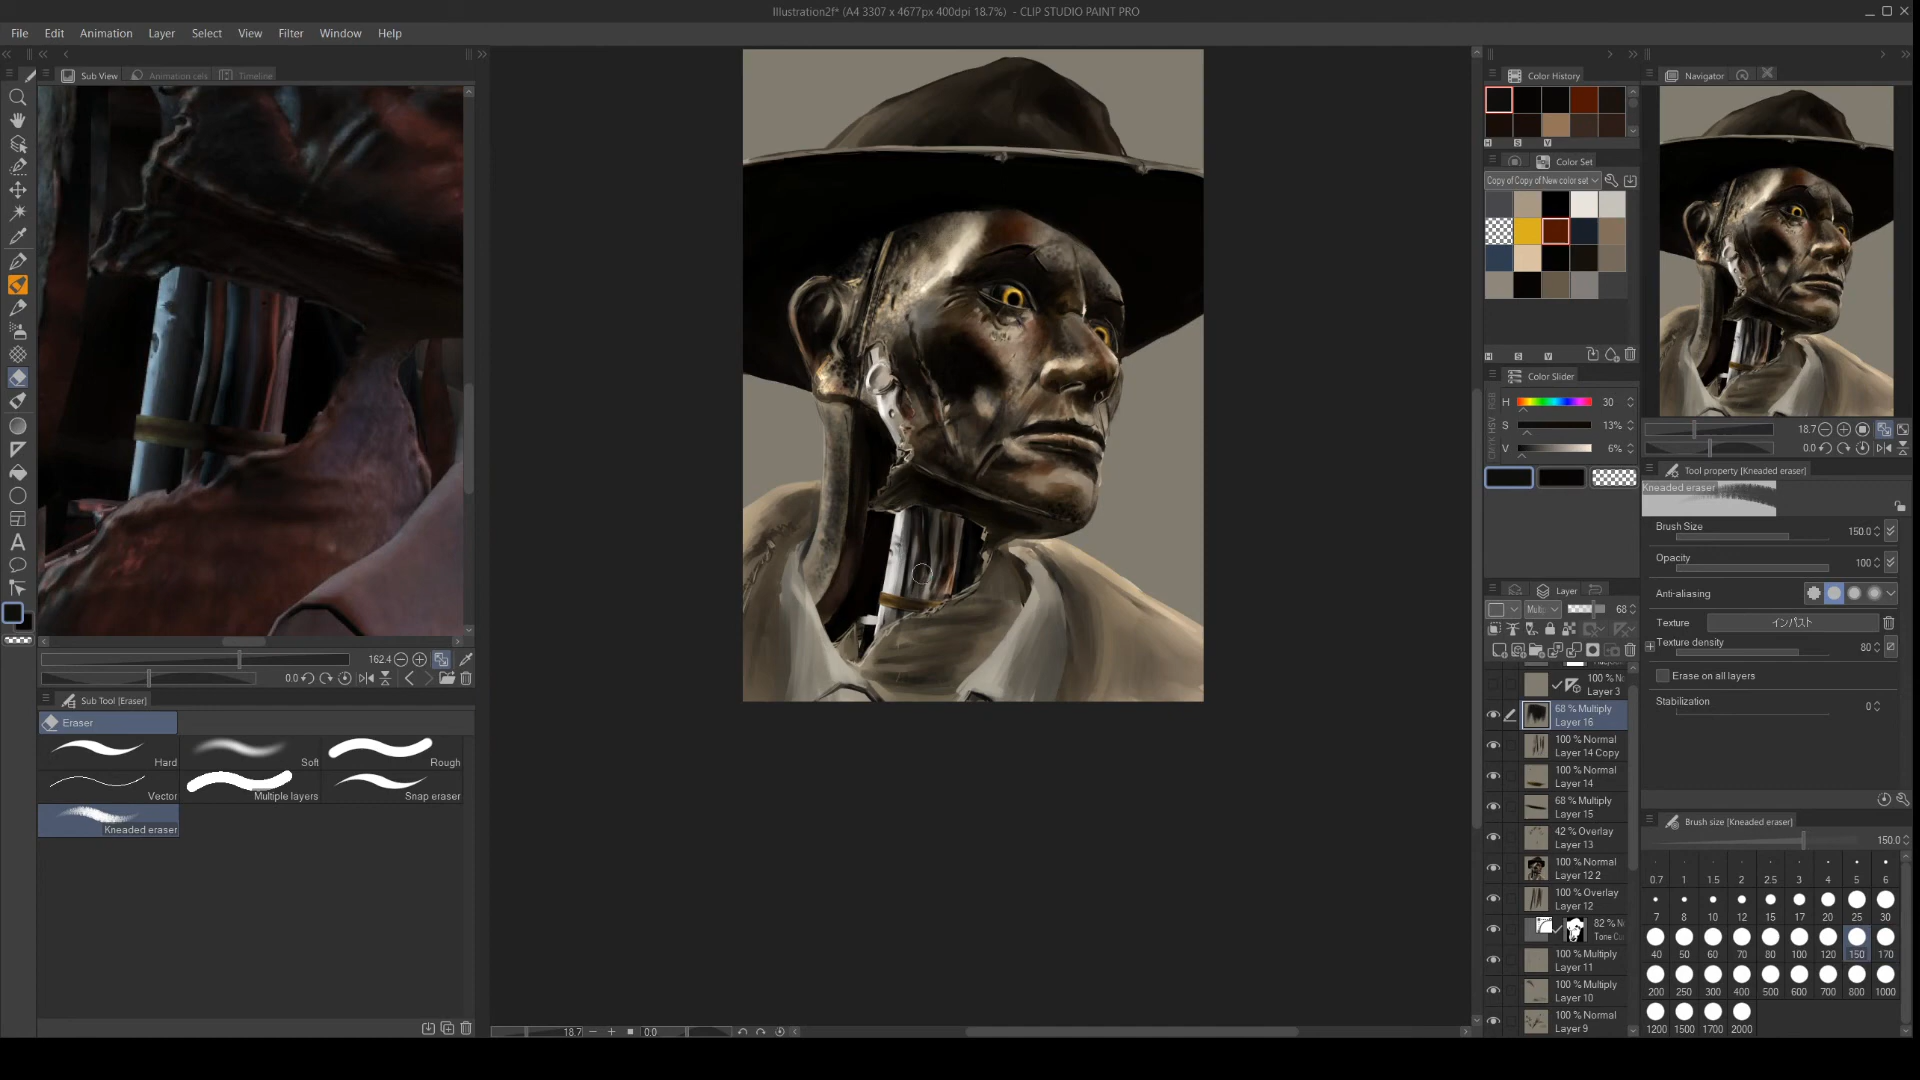 Illustration2f* (A4 3307 x 4677px 400dpi 18.7%)  - CLIP STUDIO PAINT PRO
File Edit Animation Layer Select View Filter Window Help
Sub View Animation cels Timeline
162.4
0.0
Sub Tool [Eraser]
Eraser
Hard Soft Rough
Vector Multiple layers Snap eraser
Kneaded eraser
18.7 0.0
Color History
H S V
Color Set
Copy of Copy of New color set
H S V
Color Slider
H 30
S 13%
V 6%
Layer
68
Layer 3
68 % Multiply
Layer 16
100 % Normal
Layer 14 Copy
100 % Normal
Layer 14
68 % Multiply
Layer 15
42 % Overlay
Layer 13
100 % Normal
Layer 12 2
100 % Overlay
Layer 12
100 % Multiply
Layer 11
100 % Multiply
Layer 10
100 % Normal
Layer 9
Navigator
18.7
0.0
Tool property [Kneaded eraser]
Kneaded eraser
Brush Size 150.0
Opacity 100
Anti-aliasing
Texture インパスト
Texture density 80
Erase on all layers
Stabilization 0
Brush size [Kneaded eraser]
150.0
0.7 1 1.5 2 2.5 3 4 5 6
7 8 10 12 15 17 20 25 30
40 50 60 70 80 100 120 150 170
200 250 300 400 500 600 700 800 1000
1200 1500 1700 2000